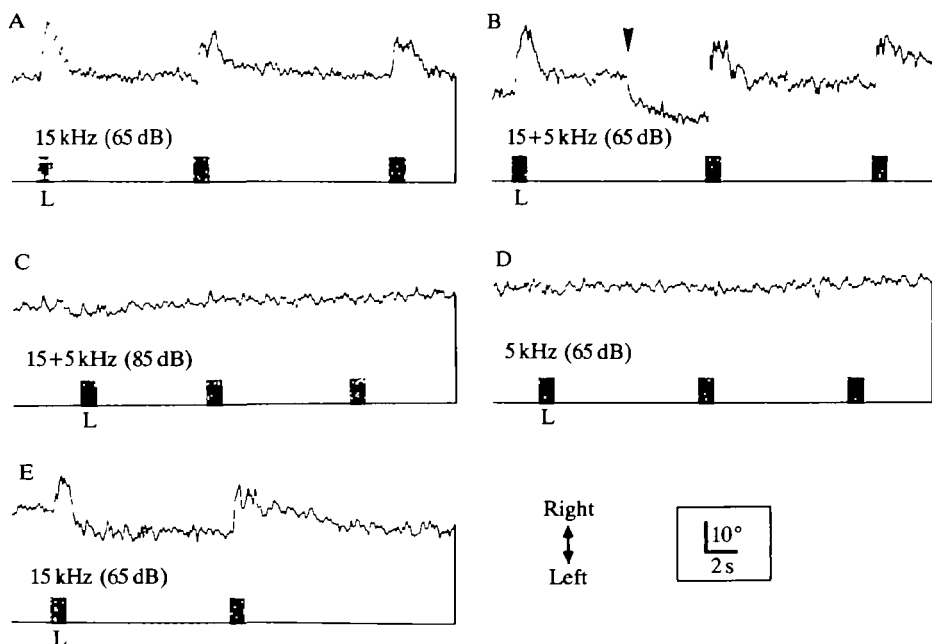 A
15 kHz (65 dB)
L
B
15+5 kHz (65 dB)
L
C
15+5 kHz (85 dB)
L
D
5 kHz (65 dB)
L
E
15 kHz (65 dB)
L
Right
Left
10°
2 s